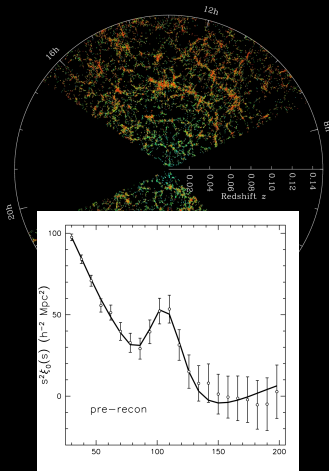 12h
16h
8h
0.02 0.04 0.06 0.08 0.10 0.12 0.14
Redshift z
20h
100
50
0
s²ξ₀(s) (h⁻² Mpc²)
pre-recon
50 100 150 200